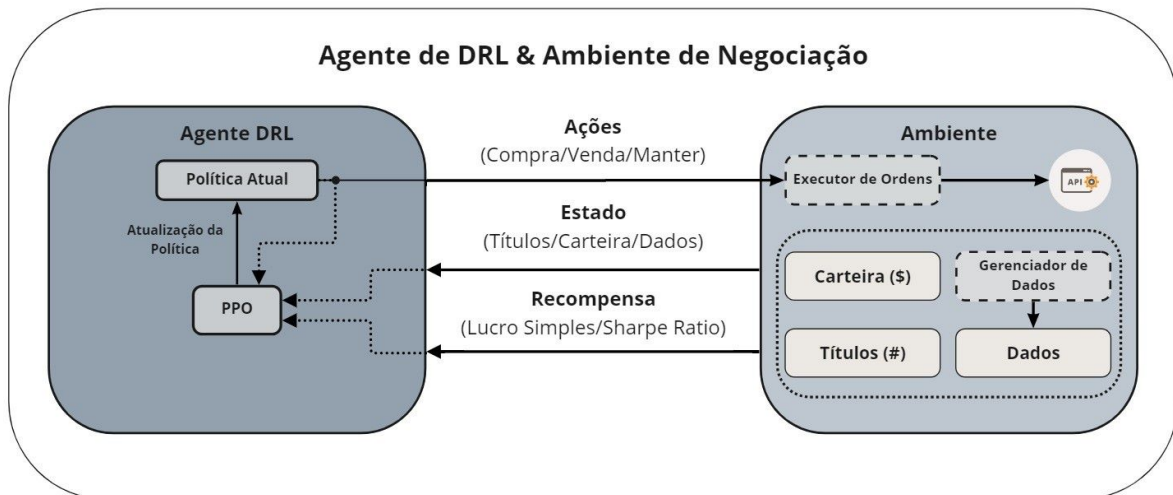 Agente de DRL & Ambiente de Negociação
Agente DRL
Política Atual
Atualização da
Política
PPO
Ações
(Compra/Venda/Manter)
Estado
(Títulos/Carteira/Dados)
Recompensa
(Lucro Simples/Sharpe Ratio)
Ambiente
Executor de Ordens
API
Carteira ($)
Gerenciador de
Dados
Títulos (#)
Dados